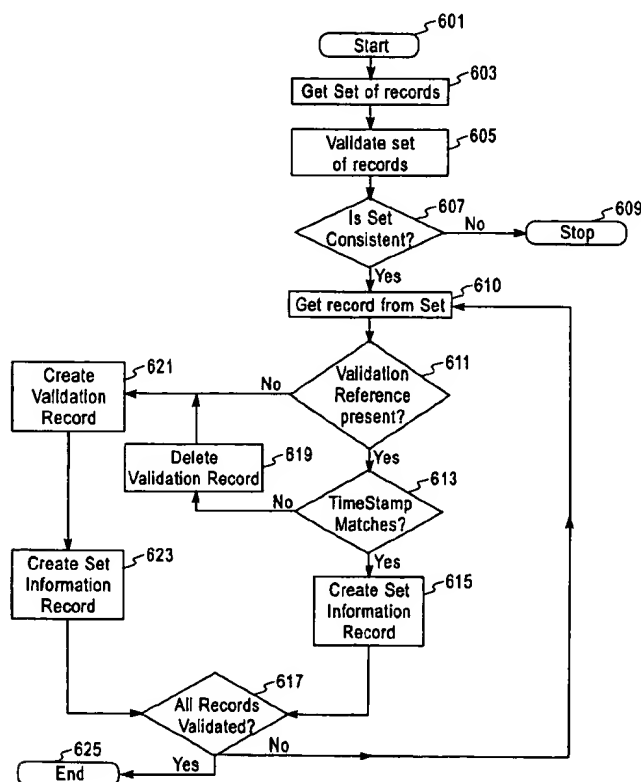 601
Start
603
Get Set of records
605
Validate set
of records
607
Is Set
Consistent?
No
609
Stop
Yes
610
Get record from Set
611
Validation
Reference
present?
No
621
Create
Validation
Record
Yes
619
Delete
Validation Record
613
TimeStamp
Matches?
No
Yes
623
Create Set
Information
Record
615
Create Set
Information
Record
617
All Records
Validated?
625
End
Yes
No